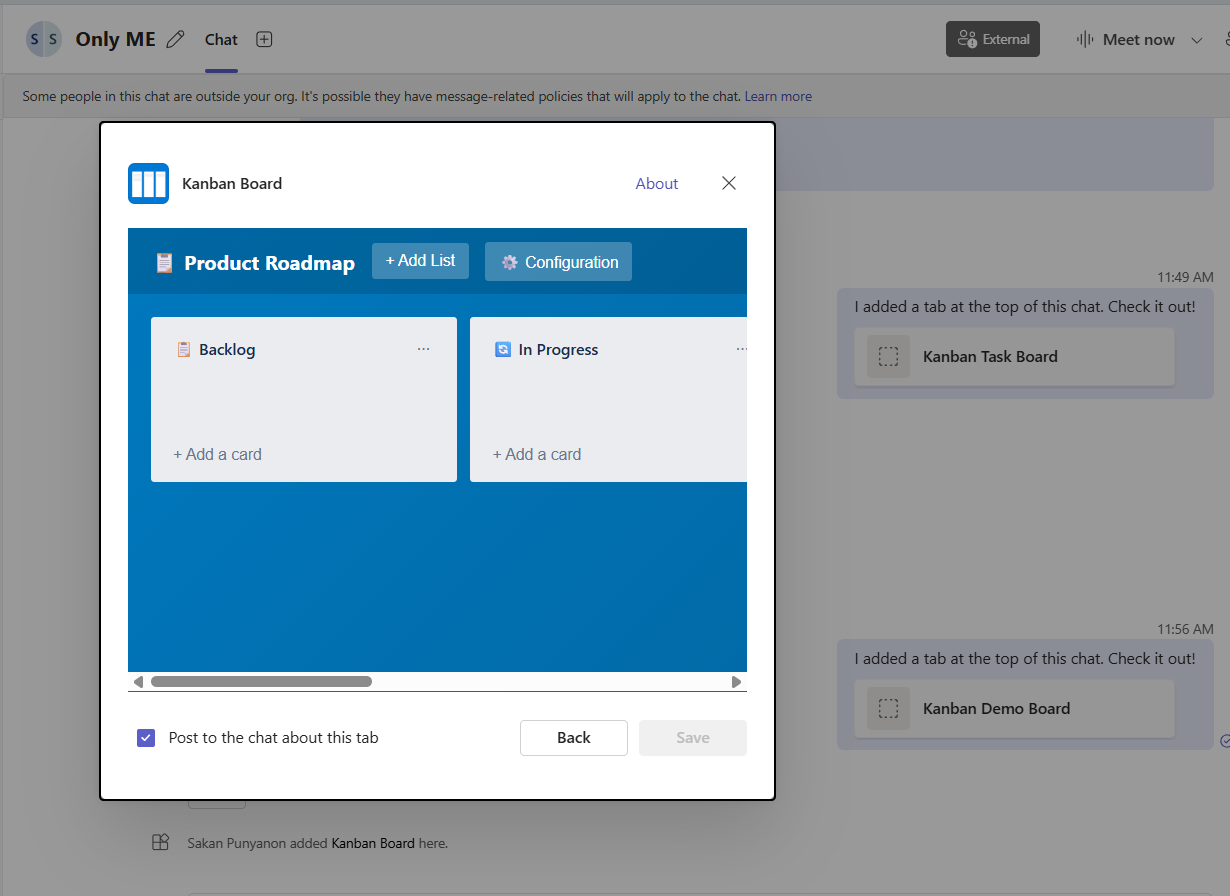 S S Only ME Chat External Meet now
Some people in this chat are outside your org. It's possible they have message-related policies that will apply to the chat. Learn more
Kanban Board About
Product Roadmap + Add List Configuration
Backlog ...
+ Add a card
In Progress ...
+ Add a card
Post to the chat about this tab Back Save
11:49 AM
I added a tab at the top of this chat. Check it out!
Kanban Task Board
11:56 AM
I added a tab at the top of this chat. Check it out!
Kanban Demo Board
Sakan Punyanon added Kanban Board here.